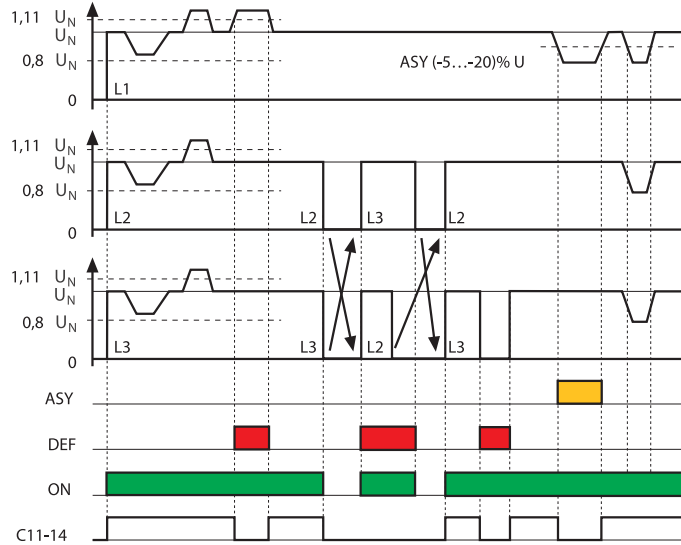 1,11 U_N
U_N
0,8 U_N
ASY (-5...-20)% U
0
L1
1,11 U_N
U_N
0,8 U_N
L2
L2
L3
L2
0
1,11 U_N
U_N
0,8 U_N
L3
L3
L2
L3
0
ASY
DEF
ON
C11-14